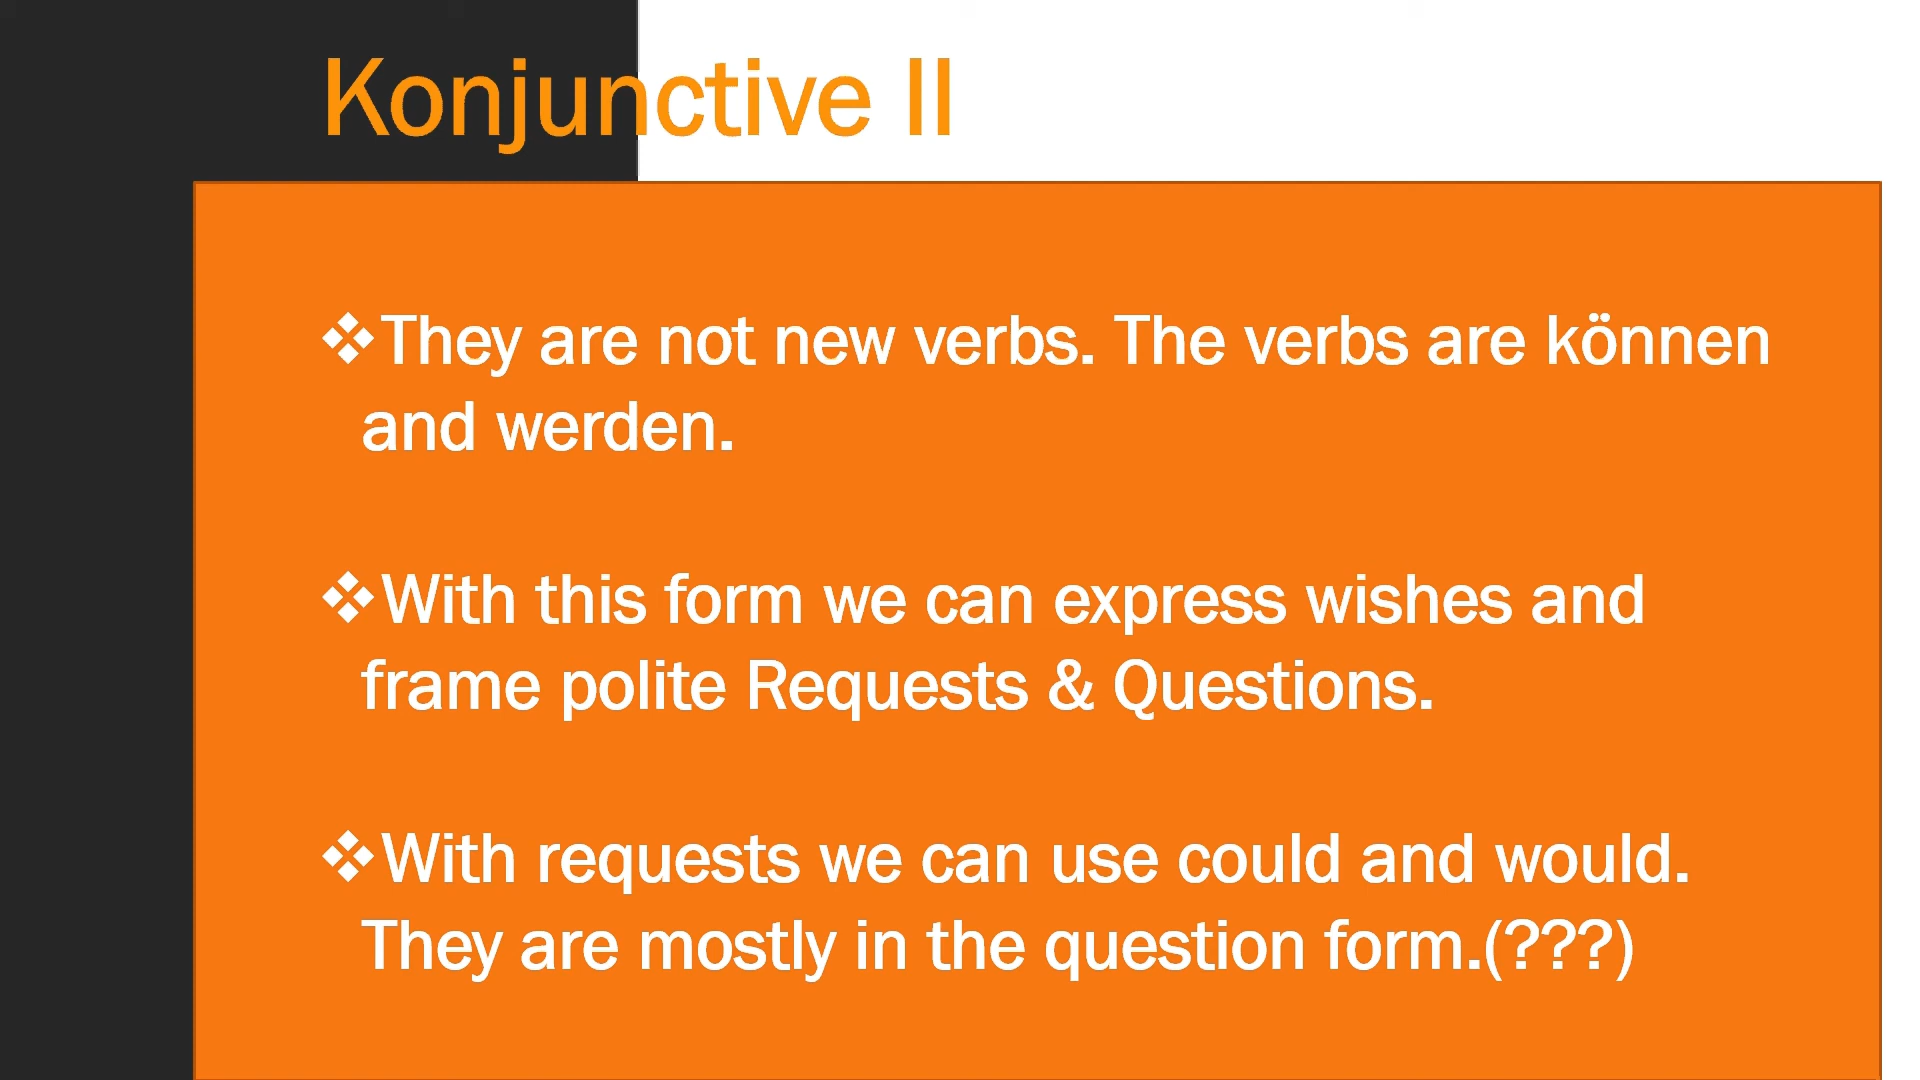 Konjunctive II
❖They are not new verbs. The verbs are können
and werden.
❖With this form we can express wishes and
frame polite Requests & Questions.
❖With requests we can use could and would.
They are mostly in the question form.(???)